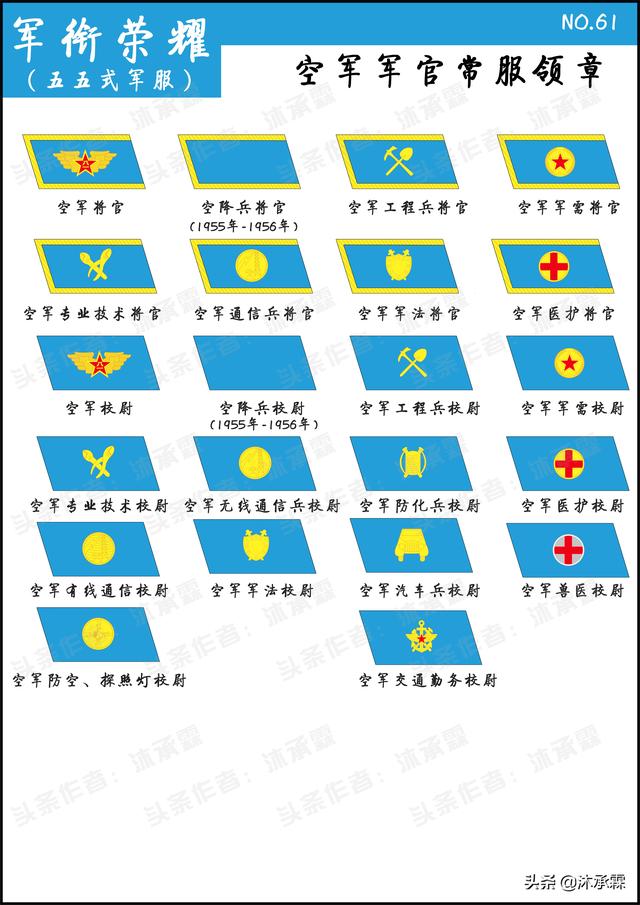 军衔荣耀
(五五式军服)
NO.61
空军军官常服领章
空军将官
空降兵将官
(1955年-1956年)
空军工程兵将官
空军军需将官
空军专业技术将官
空军通信兵将官
空军军法将官
空军医护将官
空军校尉
空降兵校尉
(1955年-1956年)
空军工程兵校尉
空军军需校尉
空军专业技术校尉
空军无线通信兵校尉
空军防化兵校尉
空军医护校尉
空军有线通信校尉
空军军法校尉
空军汽车兵校尉
空军兽医校尉
空军防空、探照灯校尉
空军交通勤务校尉
头条作者：沐承霖
头条 @沐承霖